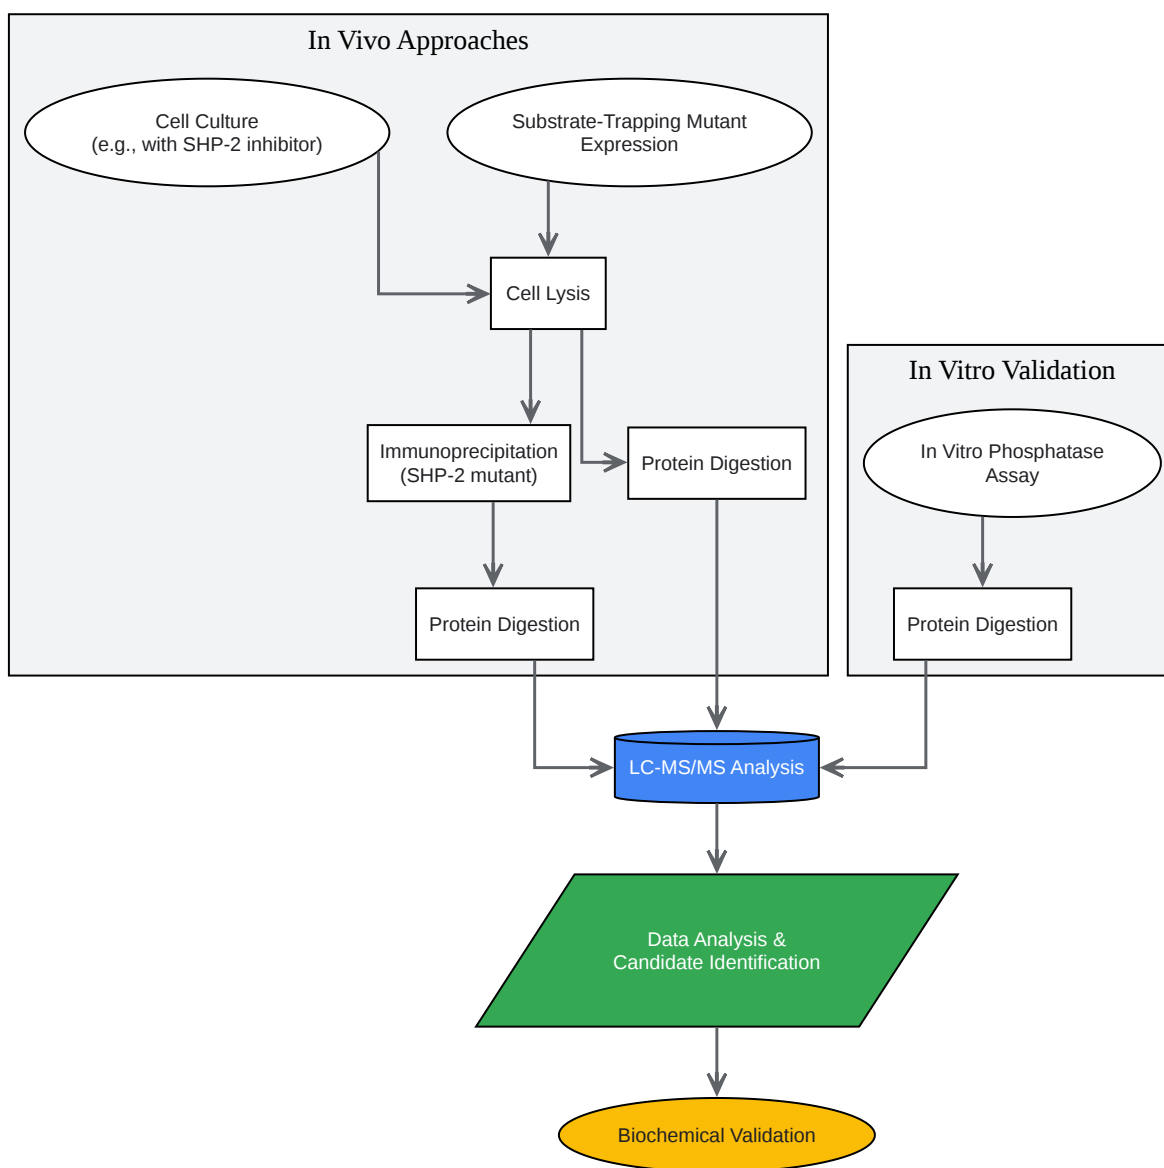 In Vivo Approaches
Cell Culture
(e.g., with SHP-2 inhibitor)
Substrate-Trapping Mutant
Expression
Cell Lysis
In Vitro Validation
Immunoprecipitation
(SHP-2 mutant)
Protein Digestion
In Vitro Phosphatase
Assay
Protein Digestion
Protein Digestion
LC-MS/MS Analysis
Data Analysis &
Candidate Identification
Biochemical Validation